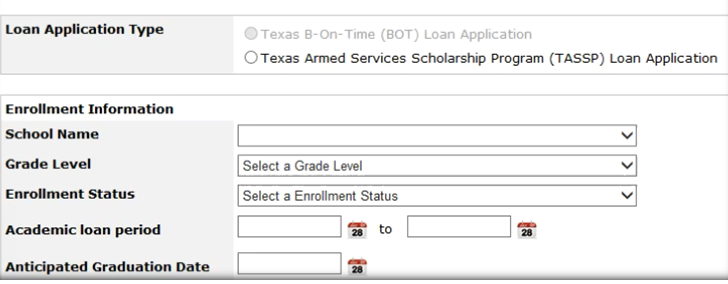 Loan Application Type
Texas B-On-Time (BOT) Loan Application
Texas Armed Services Scholarship Program (TASSP) Loan Application
Enrollment Information
School Name
Grade Level Select a Grade Level
Enrollment Status Select a Enrollment Status
Academic loan period 28 to 28
Anticipated Graduation Date 28